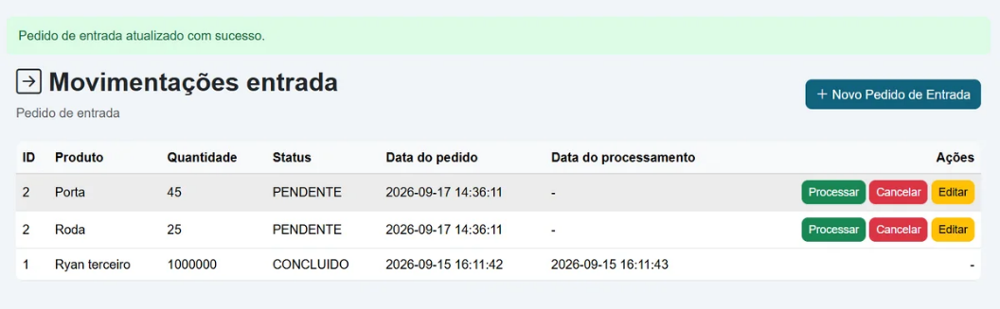 Pedido de entrada atualizado com sucesso.
Movimentações entrada
+ Novo Pedido de Entrada
Pedido de entrada
ID Produto Quantidade Status Data do pedido Data do processamento Ações
2 Porta 45 PENDENTE 2026-09-17 14:36:11 - Processar Cancelar Editar
2 Roda 25 PENDENTE 2026-09-17 14:36:11 - Processar Cancelar Editar
1 Ryan terceiro 1000000 CONCLUIDO 2026-09-15 16:11:42 2026-09-15 16:11:43 -